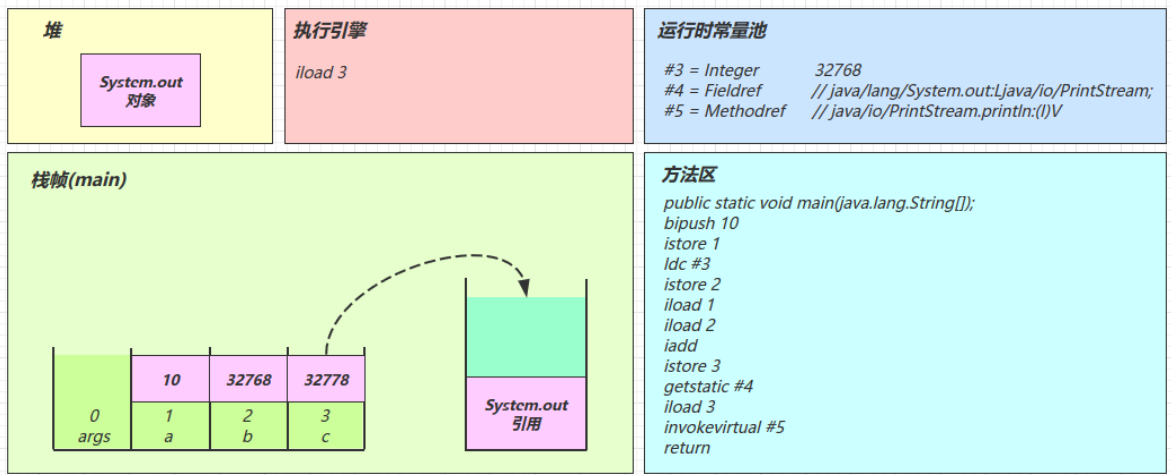 堆
System.out
对象
执行引擎
iload 3
运行时常量池
#3 = Integer 32768
#4 = Fieldref // java/lang/System.out:Ljava/io/PrintStream;
#5 = Methodref // java/io/PrintStream.println:(I)V
栈帧(main)
10 32768 32778
0 1 2 3
args a b c
System.out
引用
方法区
public static void main(java.lang.String[]);
bipush 10
istore 1
ldc #3
istore 2
iload 1
iload 2
iadd
istore 3
getstatic #4
iload 3
invokevirtual #5
return